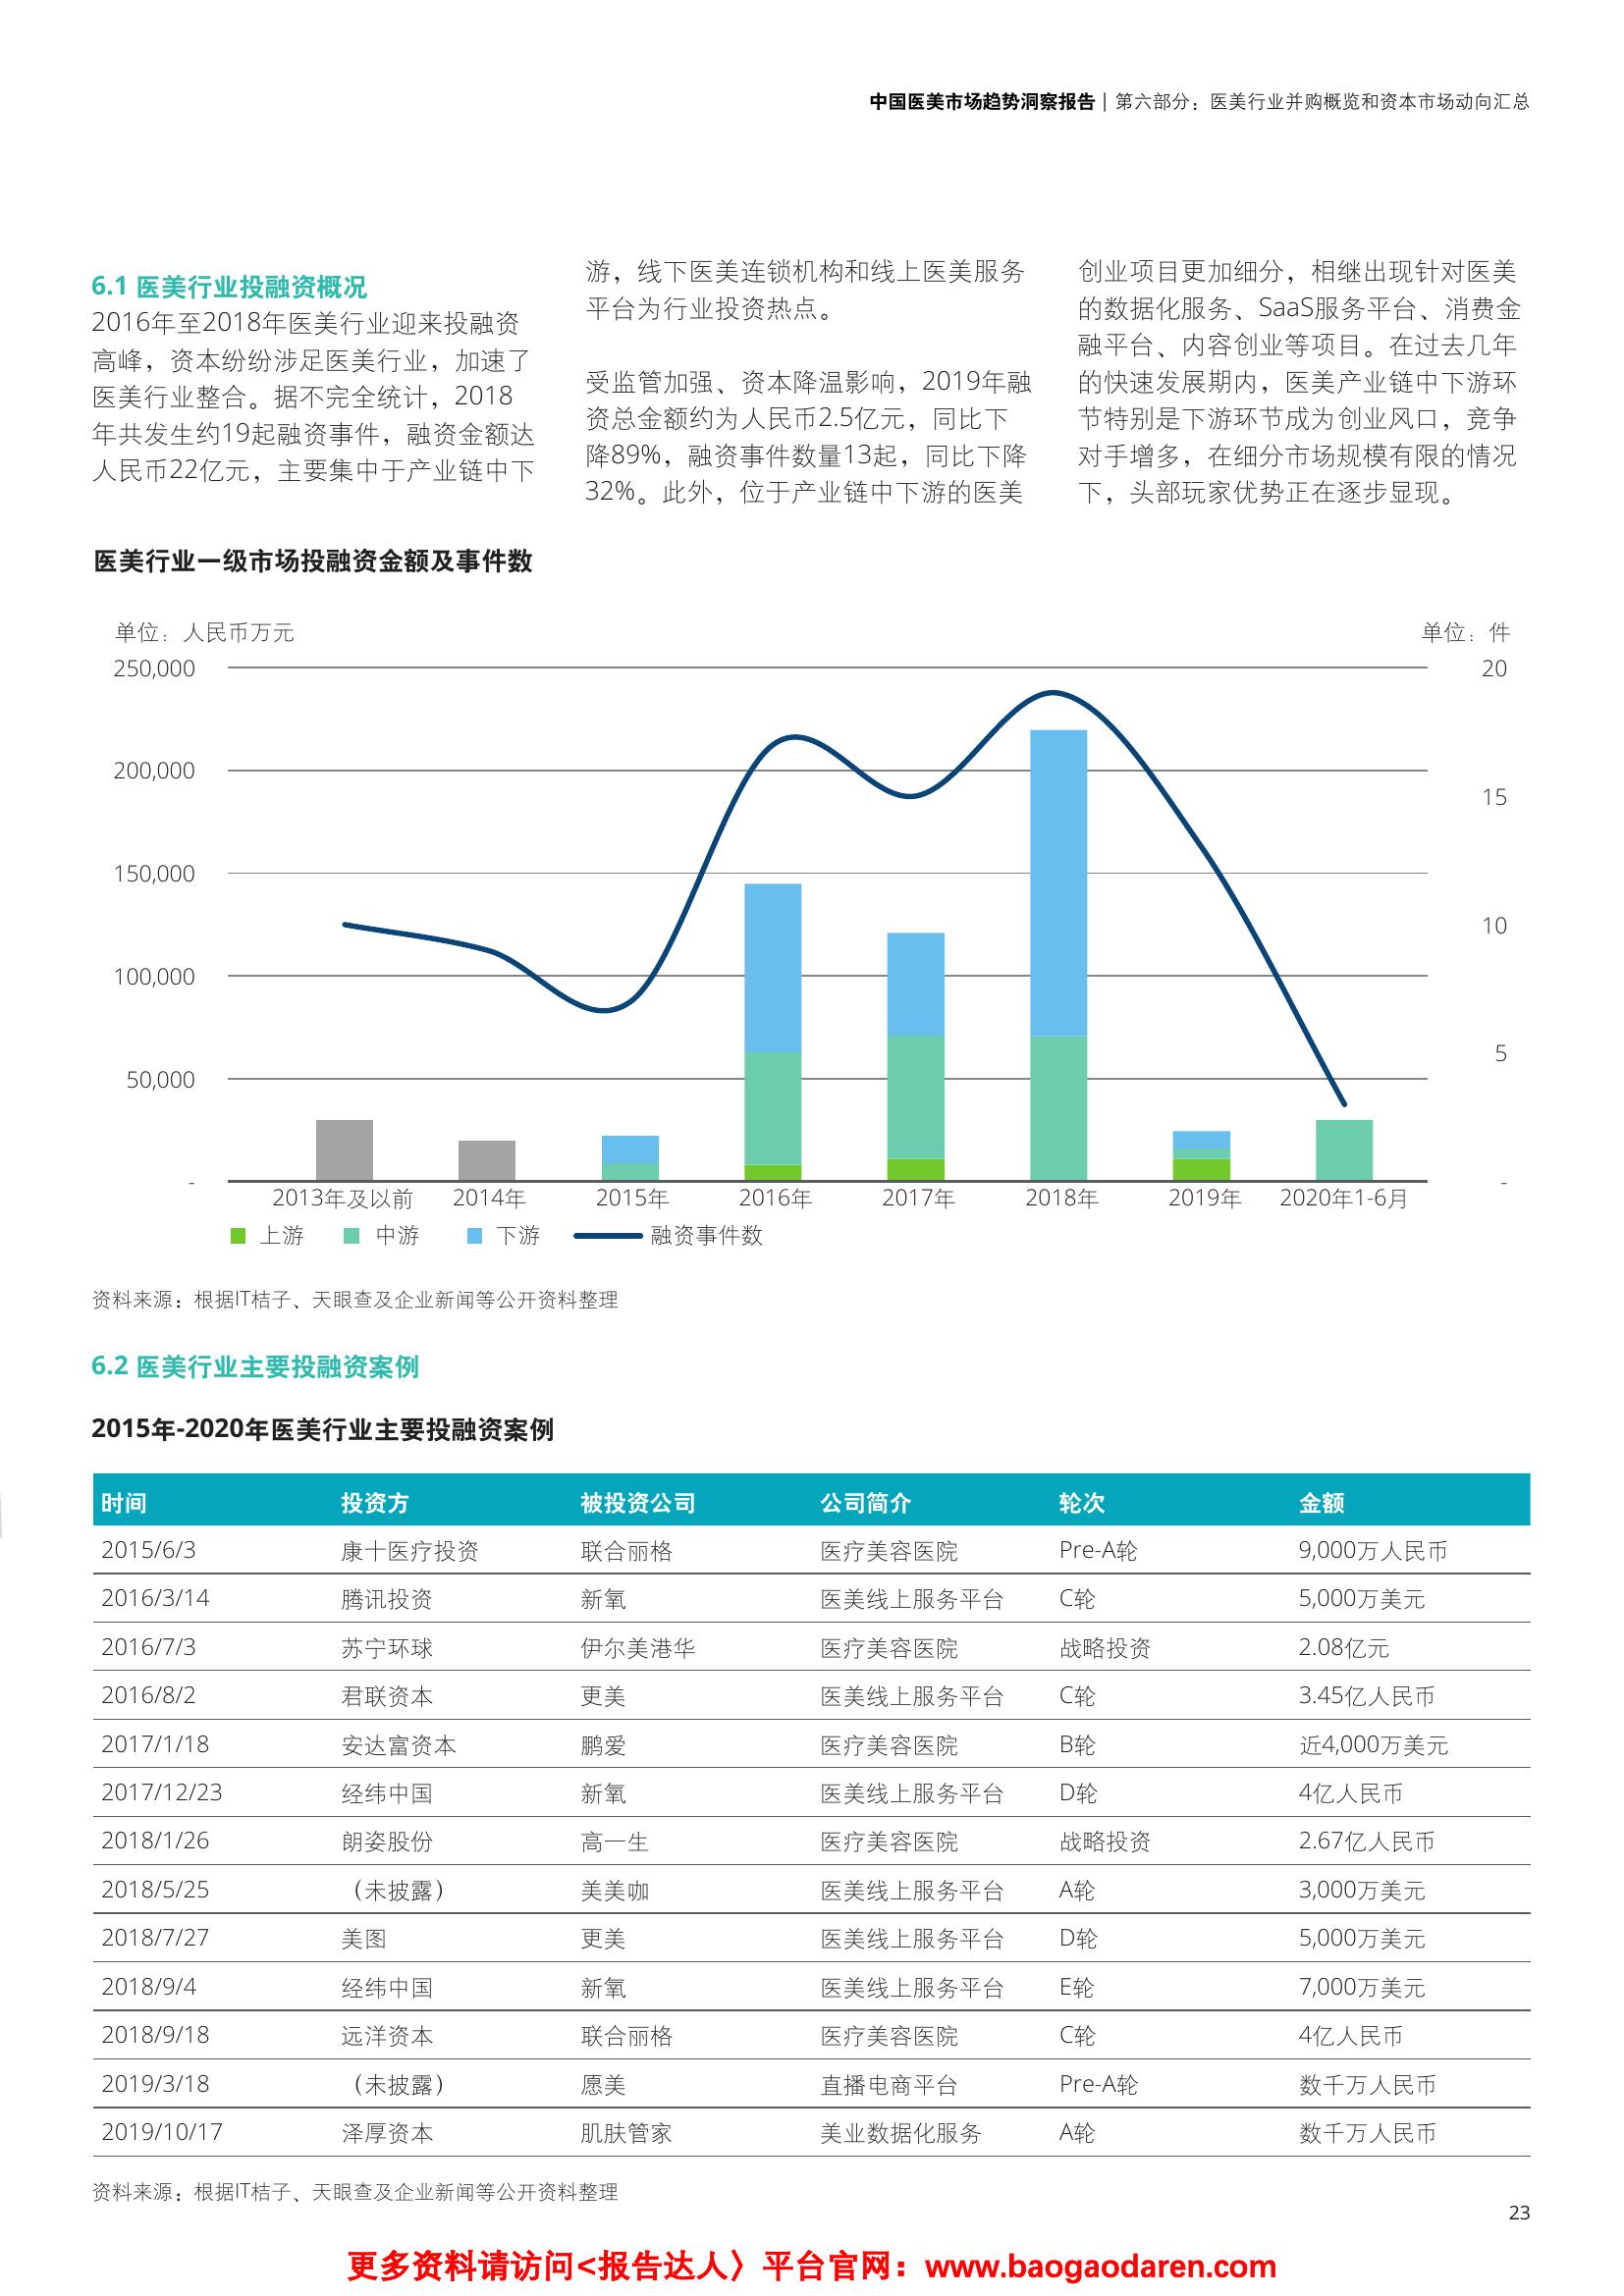 中国医美市场趋势洞察报告 | 第六部分：医美行业并购概览和资本市场动向汇总
6.1 医美行业投融资概况
2016年至2018年医美行业迎来投融资
高峰，资本纷纷涉足医美行业，加速了
医美行业整合。据不完全统计，2018
年共发生约19起融资事件，融资金额达
人民币22亿元，主要集中于产业链中下
游，线下医美连锁机构和线上医美服务
平台为行业投资热点。
受监管加强、资本降温影响，2019年融
资总金额约为人民币2.5亿元，同比下
降89%，融资事件数量13起，同比下降
32%。此外，位于产业链中下游的医美
创业项目更加细分，相继出现针对医美
的数据化服务、SaaS服务平台、消费金
融平台、内容创业等项目。在过去几年
的快速发展期内，医美产业链中下游环
节特别是下游环节成为创业风口，竞争
对手增多，在细分市场规模有限的情况
下，头部玩家优势正在逐步显现。
医美行业一级市场投融资金额及事件数
单位：人民币万元 单位：件
250,000 20
200,000
15
150,000
10
100,000
5
50,000
- -
2013年及以前 2014年 2015年 2016年 2017年 2018年 2019年 2020年1-6月
上游 中游 下游 融资事件数
资料来源：根据IT桔子、天眼查及企业新闻等公开资料整理
6.2 医美行业主要投融资案例
2015年-2020年医美行业主要投融资案例
时间 投资方 被投资公司 公司简介 轮次 金额
2015/6/3 康十医疗投资 联合丽格 医疗美容医院 Pre-A轮 9,000万人民币
2016/3/14 腾讯投资 新氧 医美线上服务平台 C轮 5,000万美元
2016/7/3 苏宁环球 伊尔美港华 医疗美容医院 战略投资 2.08亿元
2016/8/2 君联资本 更美 医美线上服务平台 C轮 3.45亿人民币
2017/1/18 安达富资本 鹏爱 医疗美容医院 B轮 近4,000万美元
2017/12/23 经纬中国 新氧 医美线上服务平台 D轮 4亿人民币
2018/1/26 朗姿股份 高一生 医疗美容医院 战略投资 2.67亿人民币
2018/5/25 （未披露） 美美咖 医美线上服务平台 A轮 3,000万美元
2018/7/27 美图 更美 医美线上服务平台 D轮 5,000万美元
2018/9/4 经纬中国 新氧 医美线上服务平台 E轮 7,000万美元
2018/9/18 远洋资本 联合丽格 医疗美容医院 C轮 4亿人民币
2019/3/18 （未披露） 愿美 直播电商平台 Pre-A轮 数千万人民币
2019/10/17 泽厚资本 肌肤管家 美业数据化服务 A轮 数千万人民币
资料来源：根据IT桔子、天眼查及企业新闻等公开资料整理
23
更多资料请访问<报告达人〉平台官网：www.baogaodaren.com